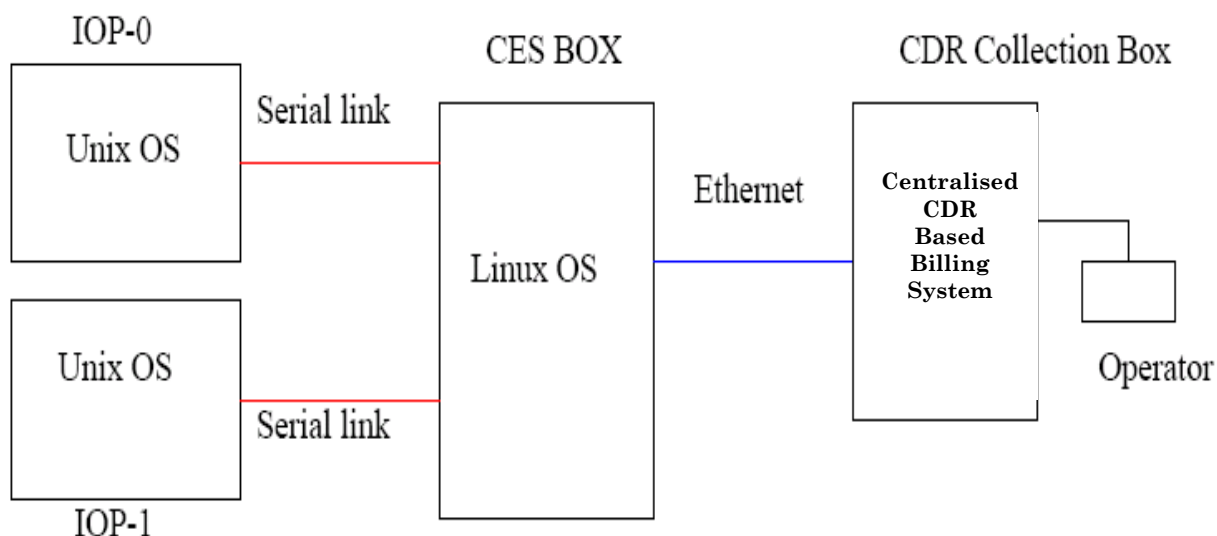 IOP-0
Unix OS
Serial link
CES BOX
Linux OS
CDR Collection Box
Ethernet
Centralised
CDR
Based
Billing
System
Operator
Unix OS
Serial link
IOP-1